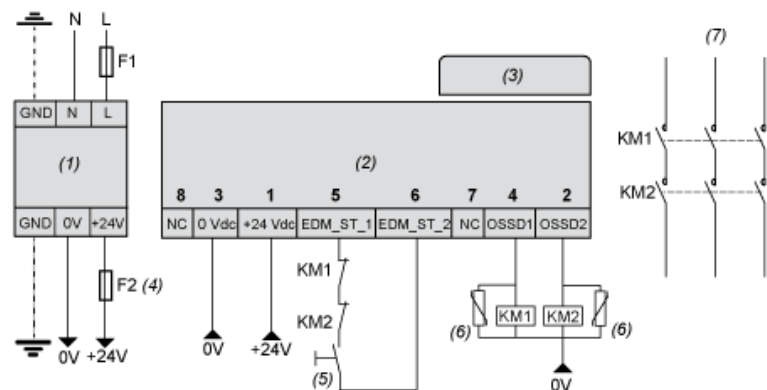 N L
F1
(7)
(3)
GND N L
(1)
(2)
KM1
8 3 1 5 6 7 4 2
KM2
GND 0V +24V
NC 0 Vdc +24 Vdc EDM_ST_1 EDM_ST_2 NC OSSD1 OSSD2
KM1
F2 (4)
KM2
KM1 KM2
(6) (6)
0V +24V
0V +24V
(5)
0V